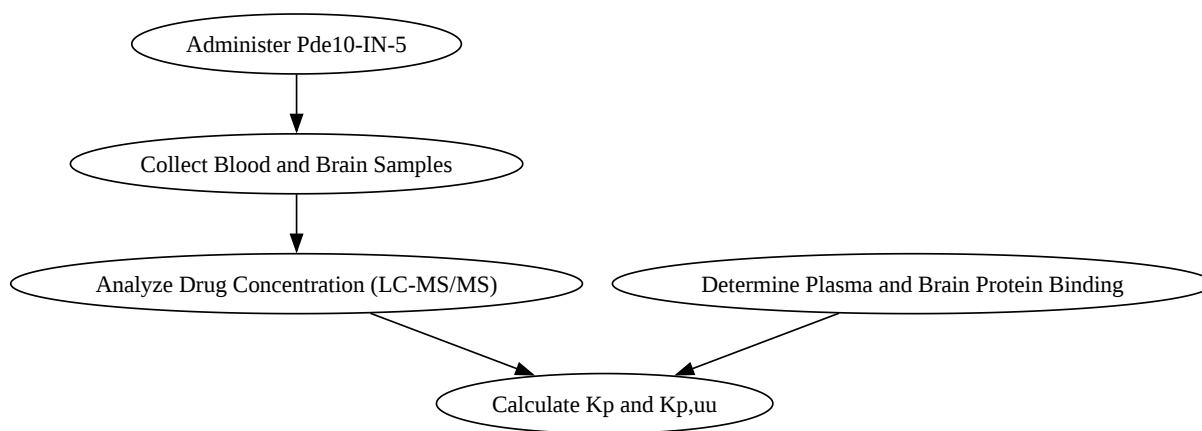 Administer Pde10-IN-5
Collect Blood and Brain Samples
Analyze Drug Concentration (LC-MS/MS)
Determine Plasma and Brain Protein Binding
Calculate Kp and Kp,uu